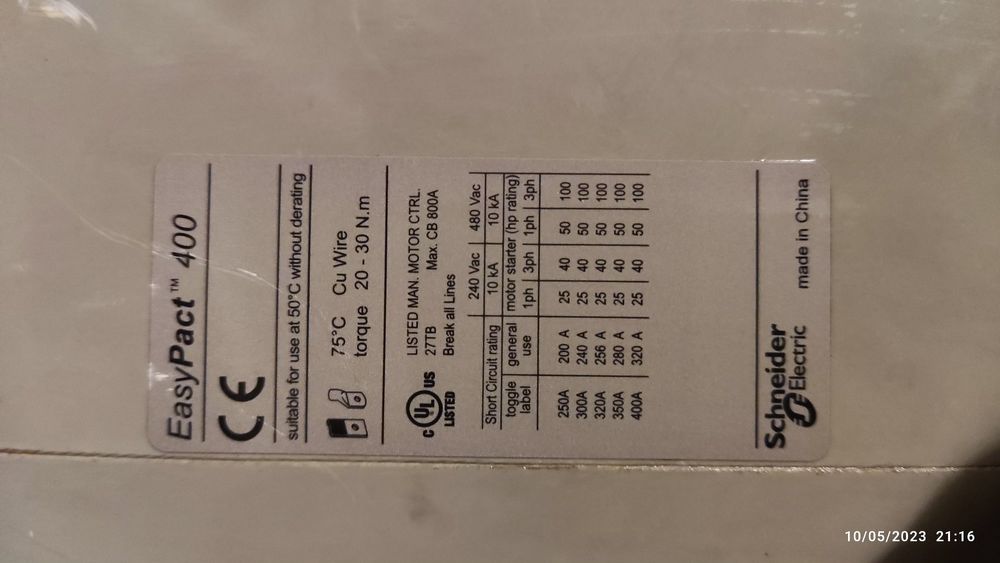 EasyPact™ 400
CE
suitable for use at 50°C without derating
75°C Cu Wire
torque 20 - 30 N.m
c UL us
LISTED
LISTED MAN. MOTOR CTRL.
27TB Max. CB 800A
Break all Lines
240 Vac 480 Vac
Short Circuit rating 10 kA 10 kA
toggle general motor starter (hp rating)
label use 1ph 3ph 1ph 3ph
250A 200 A 25 40 50 100
300A 240 A 25 40 50 100
320A 256 A 25 40 50 100
350A 280 A 25 40 50 100
400A 320 A 25 40 50 100
Schneider
Electric made in China
10/05/2023 21:16